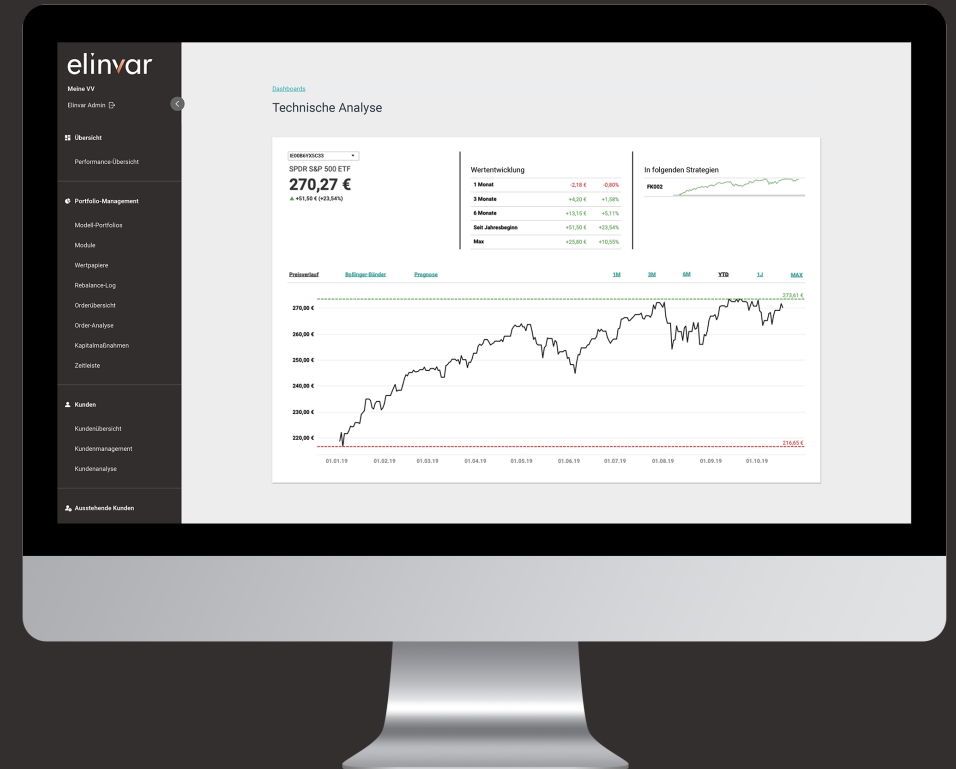 elinvar
Meine VV
Elinvar Admin
Übersicht
Performance-Übersicht
Portfolio-Management
Modell-Portfolios
Module
Wertpapiere
Rebalance-Log
Orderübersicht
Order-Analyse
Kapitalmaßnahmen
Zeitleiste
Kunden
Kundenübersicht
Kundenmanagement
Kundenanalyse
Ausstehende Kunden
Dashboards
Technische Analyse
IE00B6YX5C33
SPDR S&P 500 ETF
270,27 €
▲ +51,50 € (+23,54%)
Wertentwicklung
1 Monat -2,18 € -0,80%
3 Monate +4,20 € +1,58%
6 Monate +13,15 € +5,11%
Seit Jahresbeginn +51,50 € +23,54%
Max +25,80 € +10,55%
In folgenden Strategien
FK002
Preisverlauf Bollinger-Bänder Prognose 1M 3M 6M YTD 1J MAX
273,61 €
270,00 €
260,00 €
250,00 €
240,00 €
230,00 €
220,00 €
216,65 €
01.01.19 01.02.19 01.03.19 01.04.19 01.05.19 01.06.19 01.07.19 01.08.19 01.09.19 01.10.19